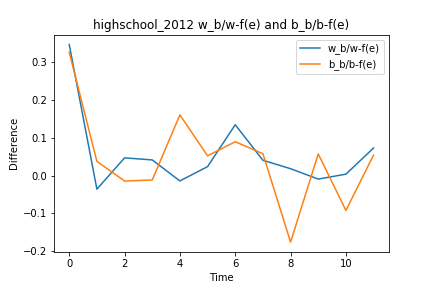 highschool_2012 w_b/w-f(e) and b_b/b-f(e)
w_b/w-f(e)
b_b/b-f(e)
0.3
0.2
0.1
0.0
−0.1
−0.2
Difference
0 2 4 6 8 10
Time